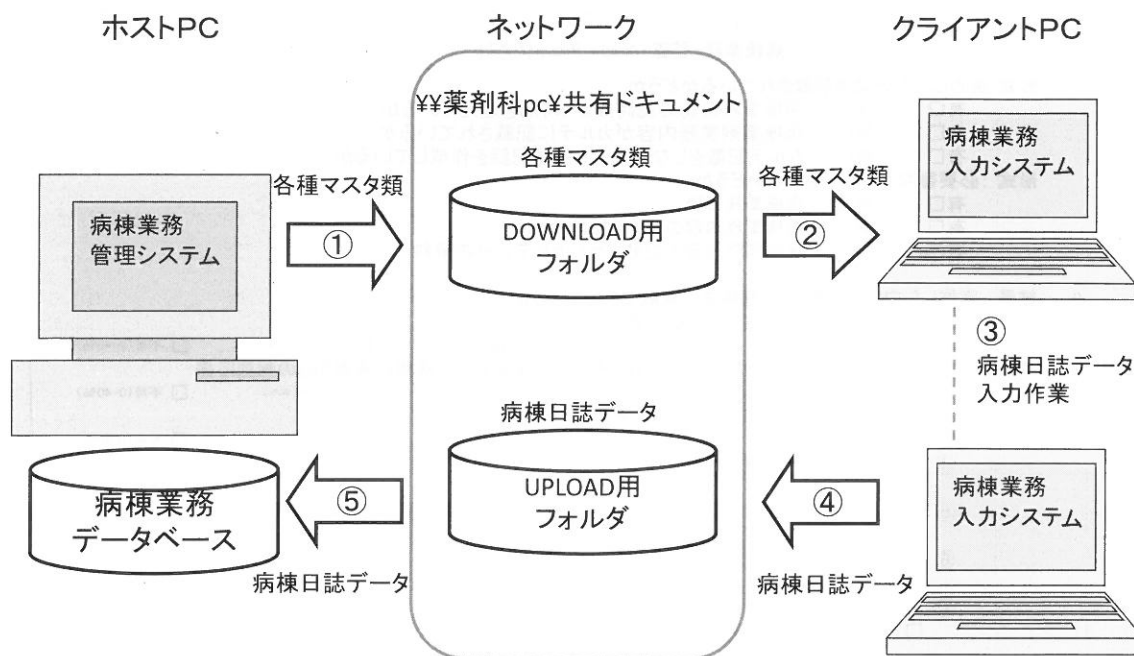 ホストPC
ネットワーク
クライアントPC
¥¥薬剤科pc¥共有ドキュメント
各種マスタ類
各種マスタ類
各種マスタ類
病棟業務
管理システム
①
DOWNLOAD用
フォルダ
②
病棟業務
入力システム
③
病棟日誌データ
入力作業
病棟日誌データ
病棟業務
データベース
⑤
UPLOAD用
フォルダ
④
病棟業務
入力システム
病棟日誌データ
病棟日誌データ